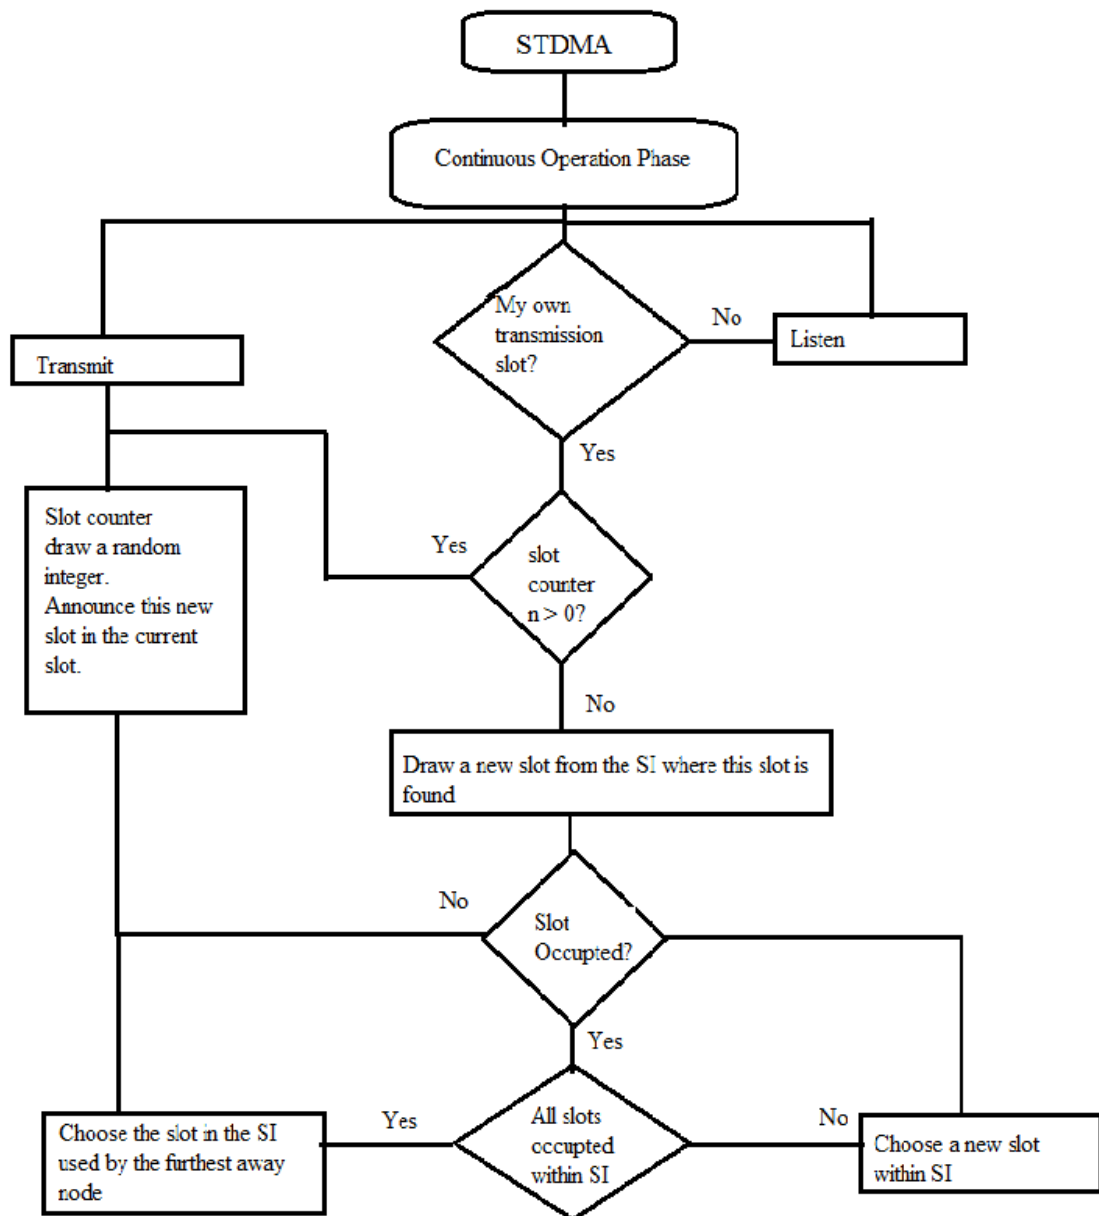 STDMA
Continuous Operation Phase
My own
transmission
slot?
No
Listen
Transmit
Yes
Slot counter
draw a random
integer.
Announce this new
slot in the current
slot.
Yes
slot
counter
n > 0?
No
Draw a new slot from the SI where this slot is
found
No
Slot
Occupted?
Yes
Choose the slot in the SI
used by the furthest away
node
Yes
All slots
occupted
within SI
No
Choose a new slot
within SI